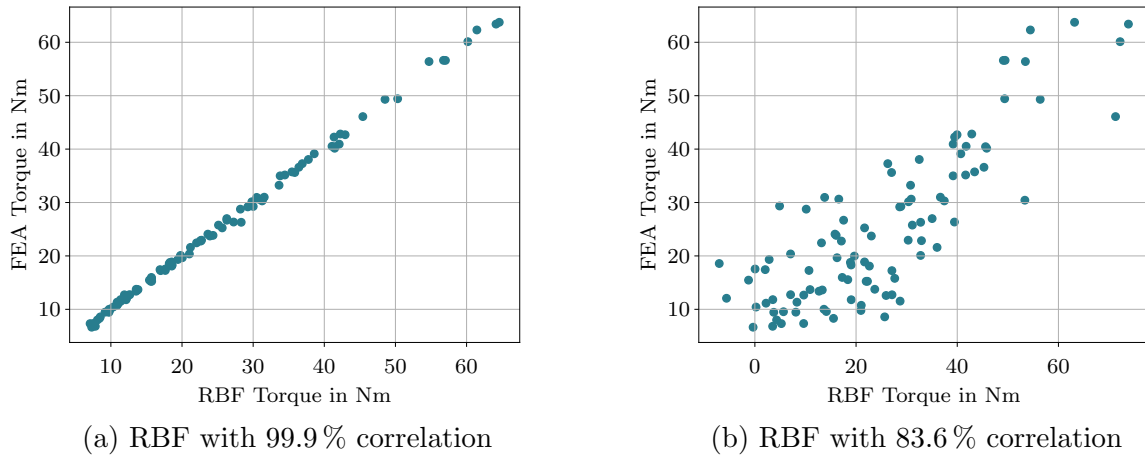 60
50
40
30
20
10
FEA Torque in Nm
10 20 30 40 50 60
RBF Torque in Nm
(a) RBF with 99.9 % correlation
60
50
40
30
20
10
FEA Torque in Nm
0 20 40 60
RBF Torque in Nm
(b) RBF with 83.6 % correlation